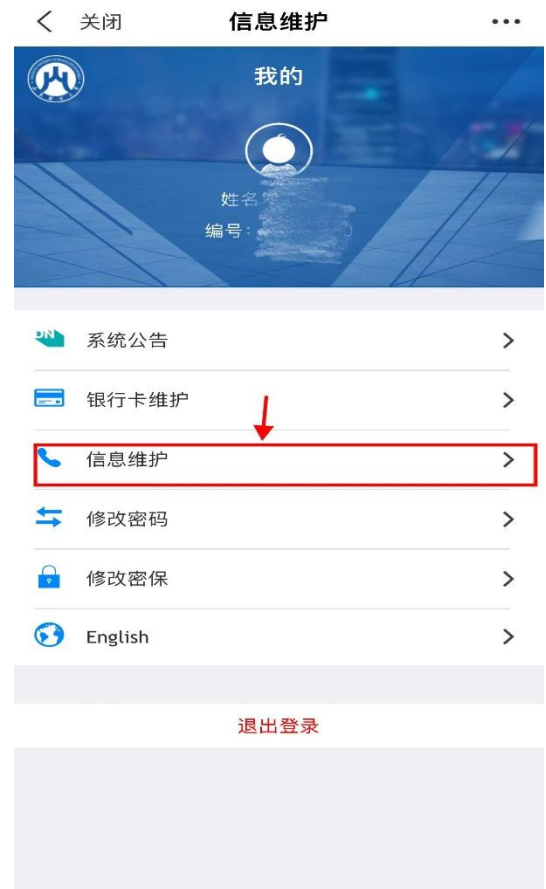 关闭 信息维护
我的
姓名
编号:
系统公告
银行卡维护
信息维护
修改密码
修改密保
English
退出登录